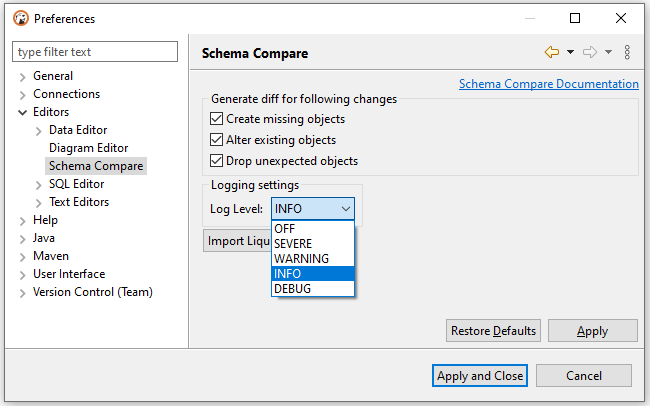 Preferences
type filter text
General
Connections
Editors
Data Editor
Diagram Editor
Schema Compare
SQL Editor
Text Editors
Help
Java
Maven
User Interface
Version Control (Team)
Schema Compare
Schema Compare Documentation
Generate diff for following changes
Create missing objects
Alter existing objects
Drop unexpected objects
Logging settings
Log Level: INFO
OFF
SEVERE
WARNING
INFO
DEBUG
Import
Restore Defaults Apply
Apply and Close Cancel